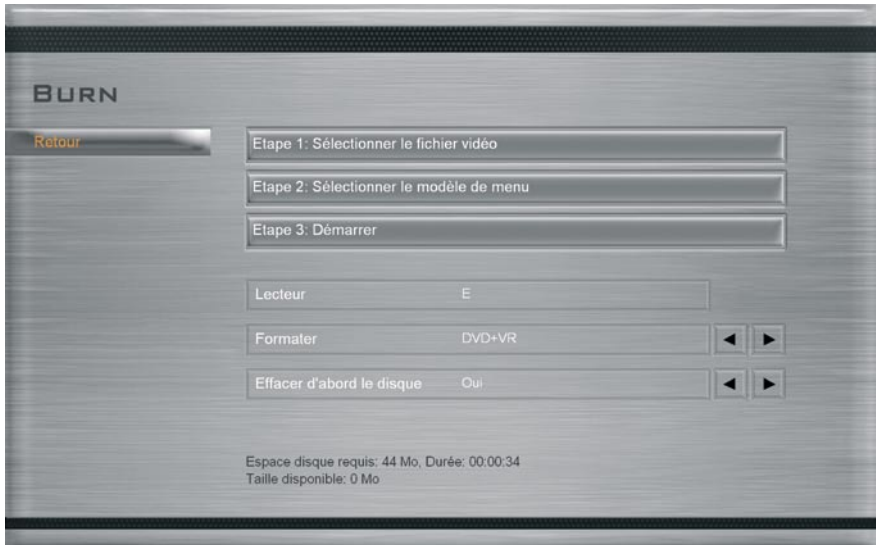 BURN
Retour
Etape 1: Sélectionner le fichier vidéo
Etape 2: Sélectionner le modèle de menu
Etape 3: Démarrer
Lecteur E
Formater DVD+VR
Effacer d'abord le disque Oui
Espace disque requis: 44 Mo, Durée: 00:00:34
Taille disponible: 0 Mo